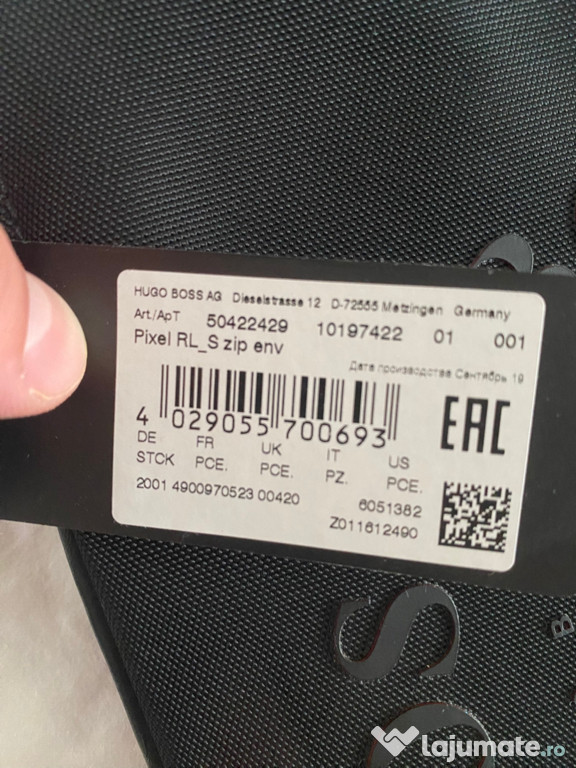 HUGO BOSS AG Dieselstrasse 12 D-72555 Metzingen Germany
Art./АрТ 50422429 10197422 01 001
Pixel RL_S zip env
Дата производства Сентябрь 19
4 029055 700693
EAC
DE FR UK IT US
STCK PCE. PCE. PZ. PCE.
2001 4900970523 00420 6051382
Z011612490
B
S
O
lajumate.ro